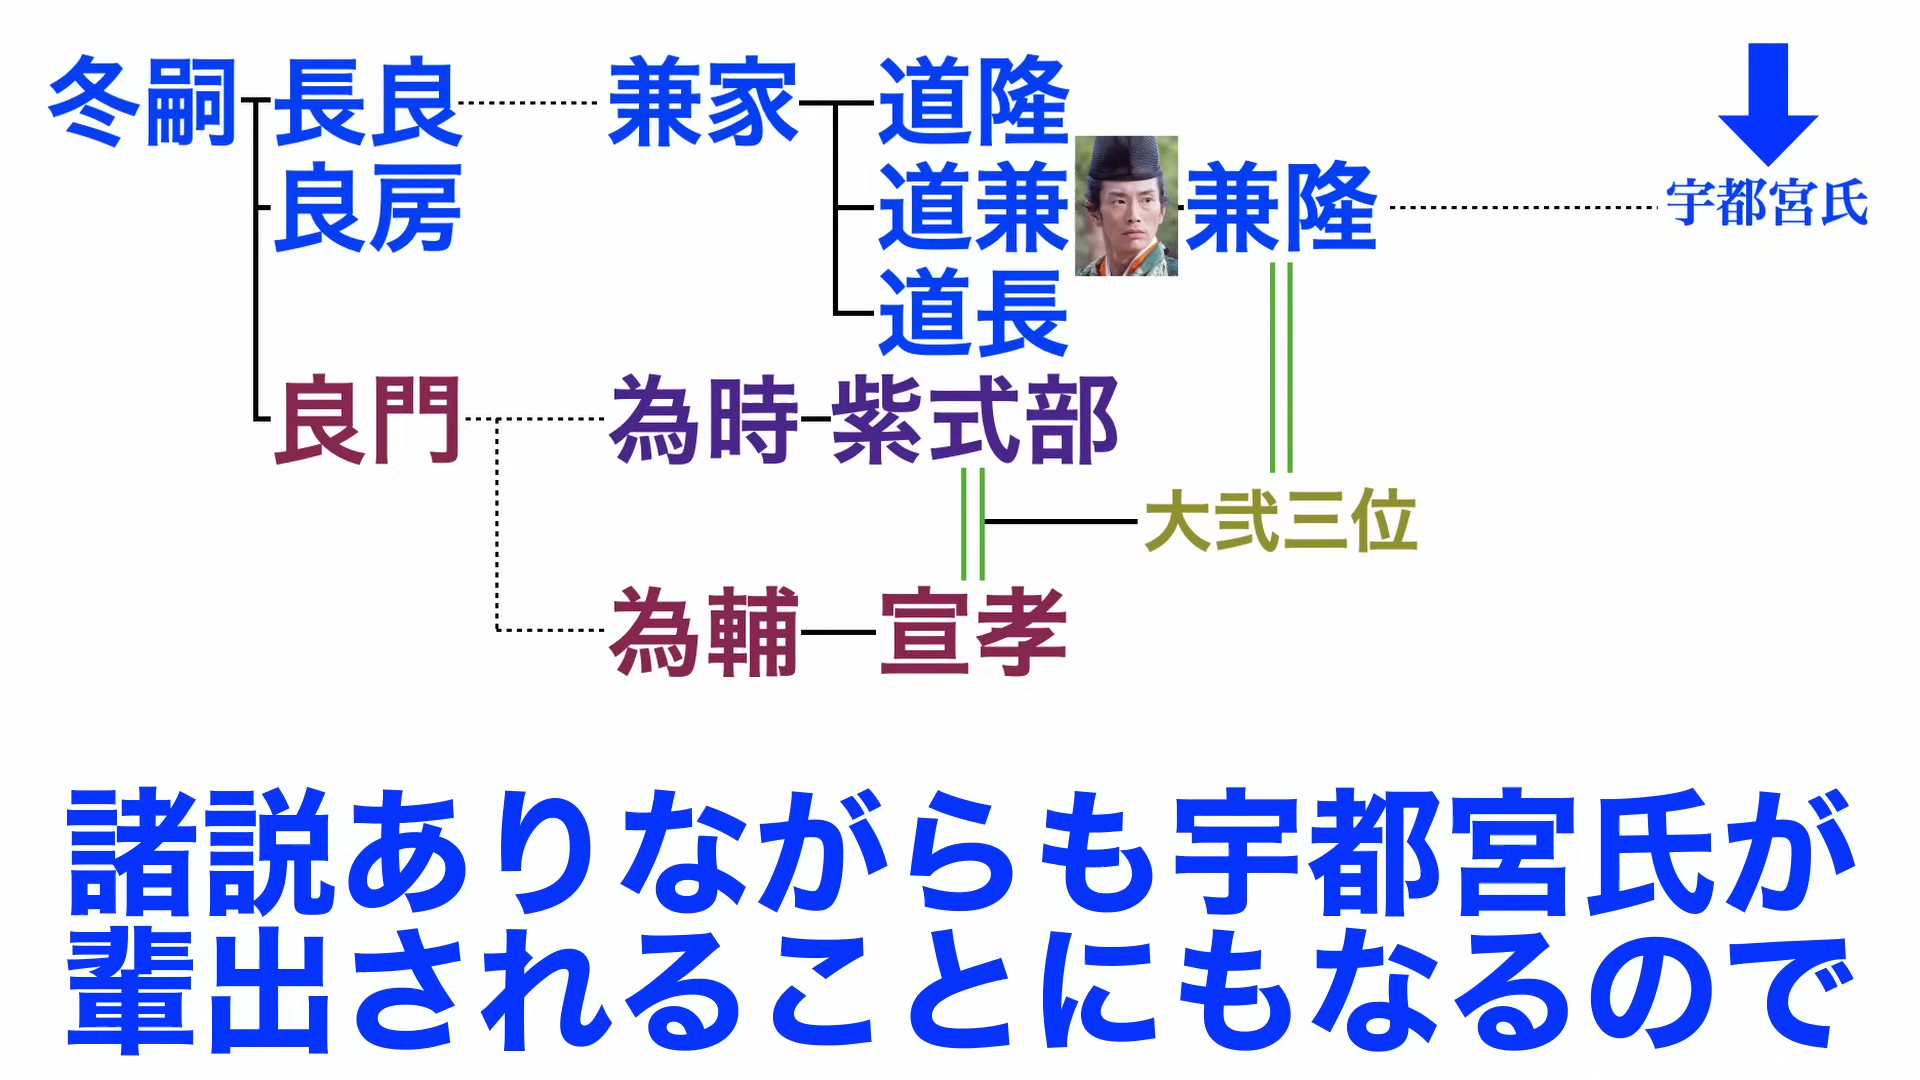 冬嗣 長良 兼家 道隆
良房 道兼 兼隆 宇都宮氏
道長
良門 為時 紫式部
大弐三位
為輔 宣孝
諸説ありながらも宇都宮氏が
輩出されることにもなるので